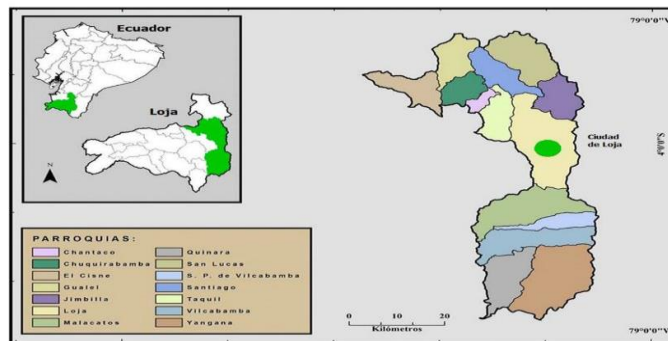 79°0'0"V
Ecuador
Loja
N
Ciudad
de Loja
PARROQUIAS:
Chantaco
Chuquirabamba
El Cisne
Gualel
Jimbilla
Loja
Malacatos
Quinara
San Lucas
S. P. de Vilcabamba
Santiago
Taquil
Vilcabamba
Yangana
0 10 20
Kilómetros
79°0'0"V